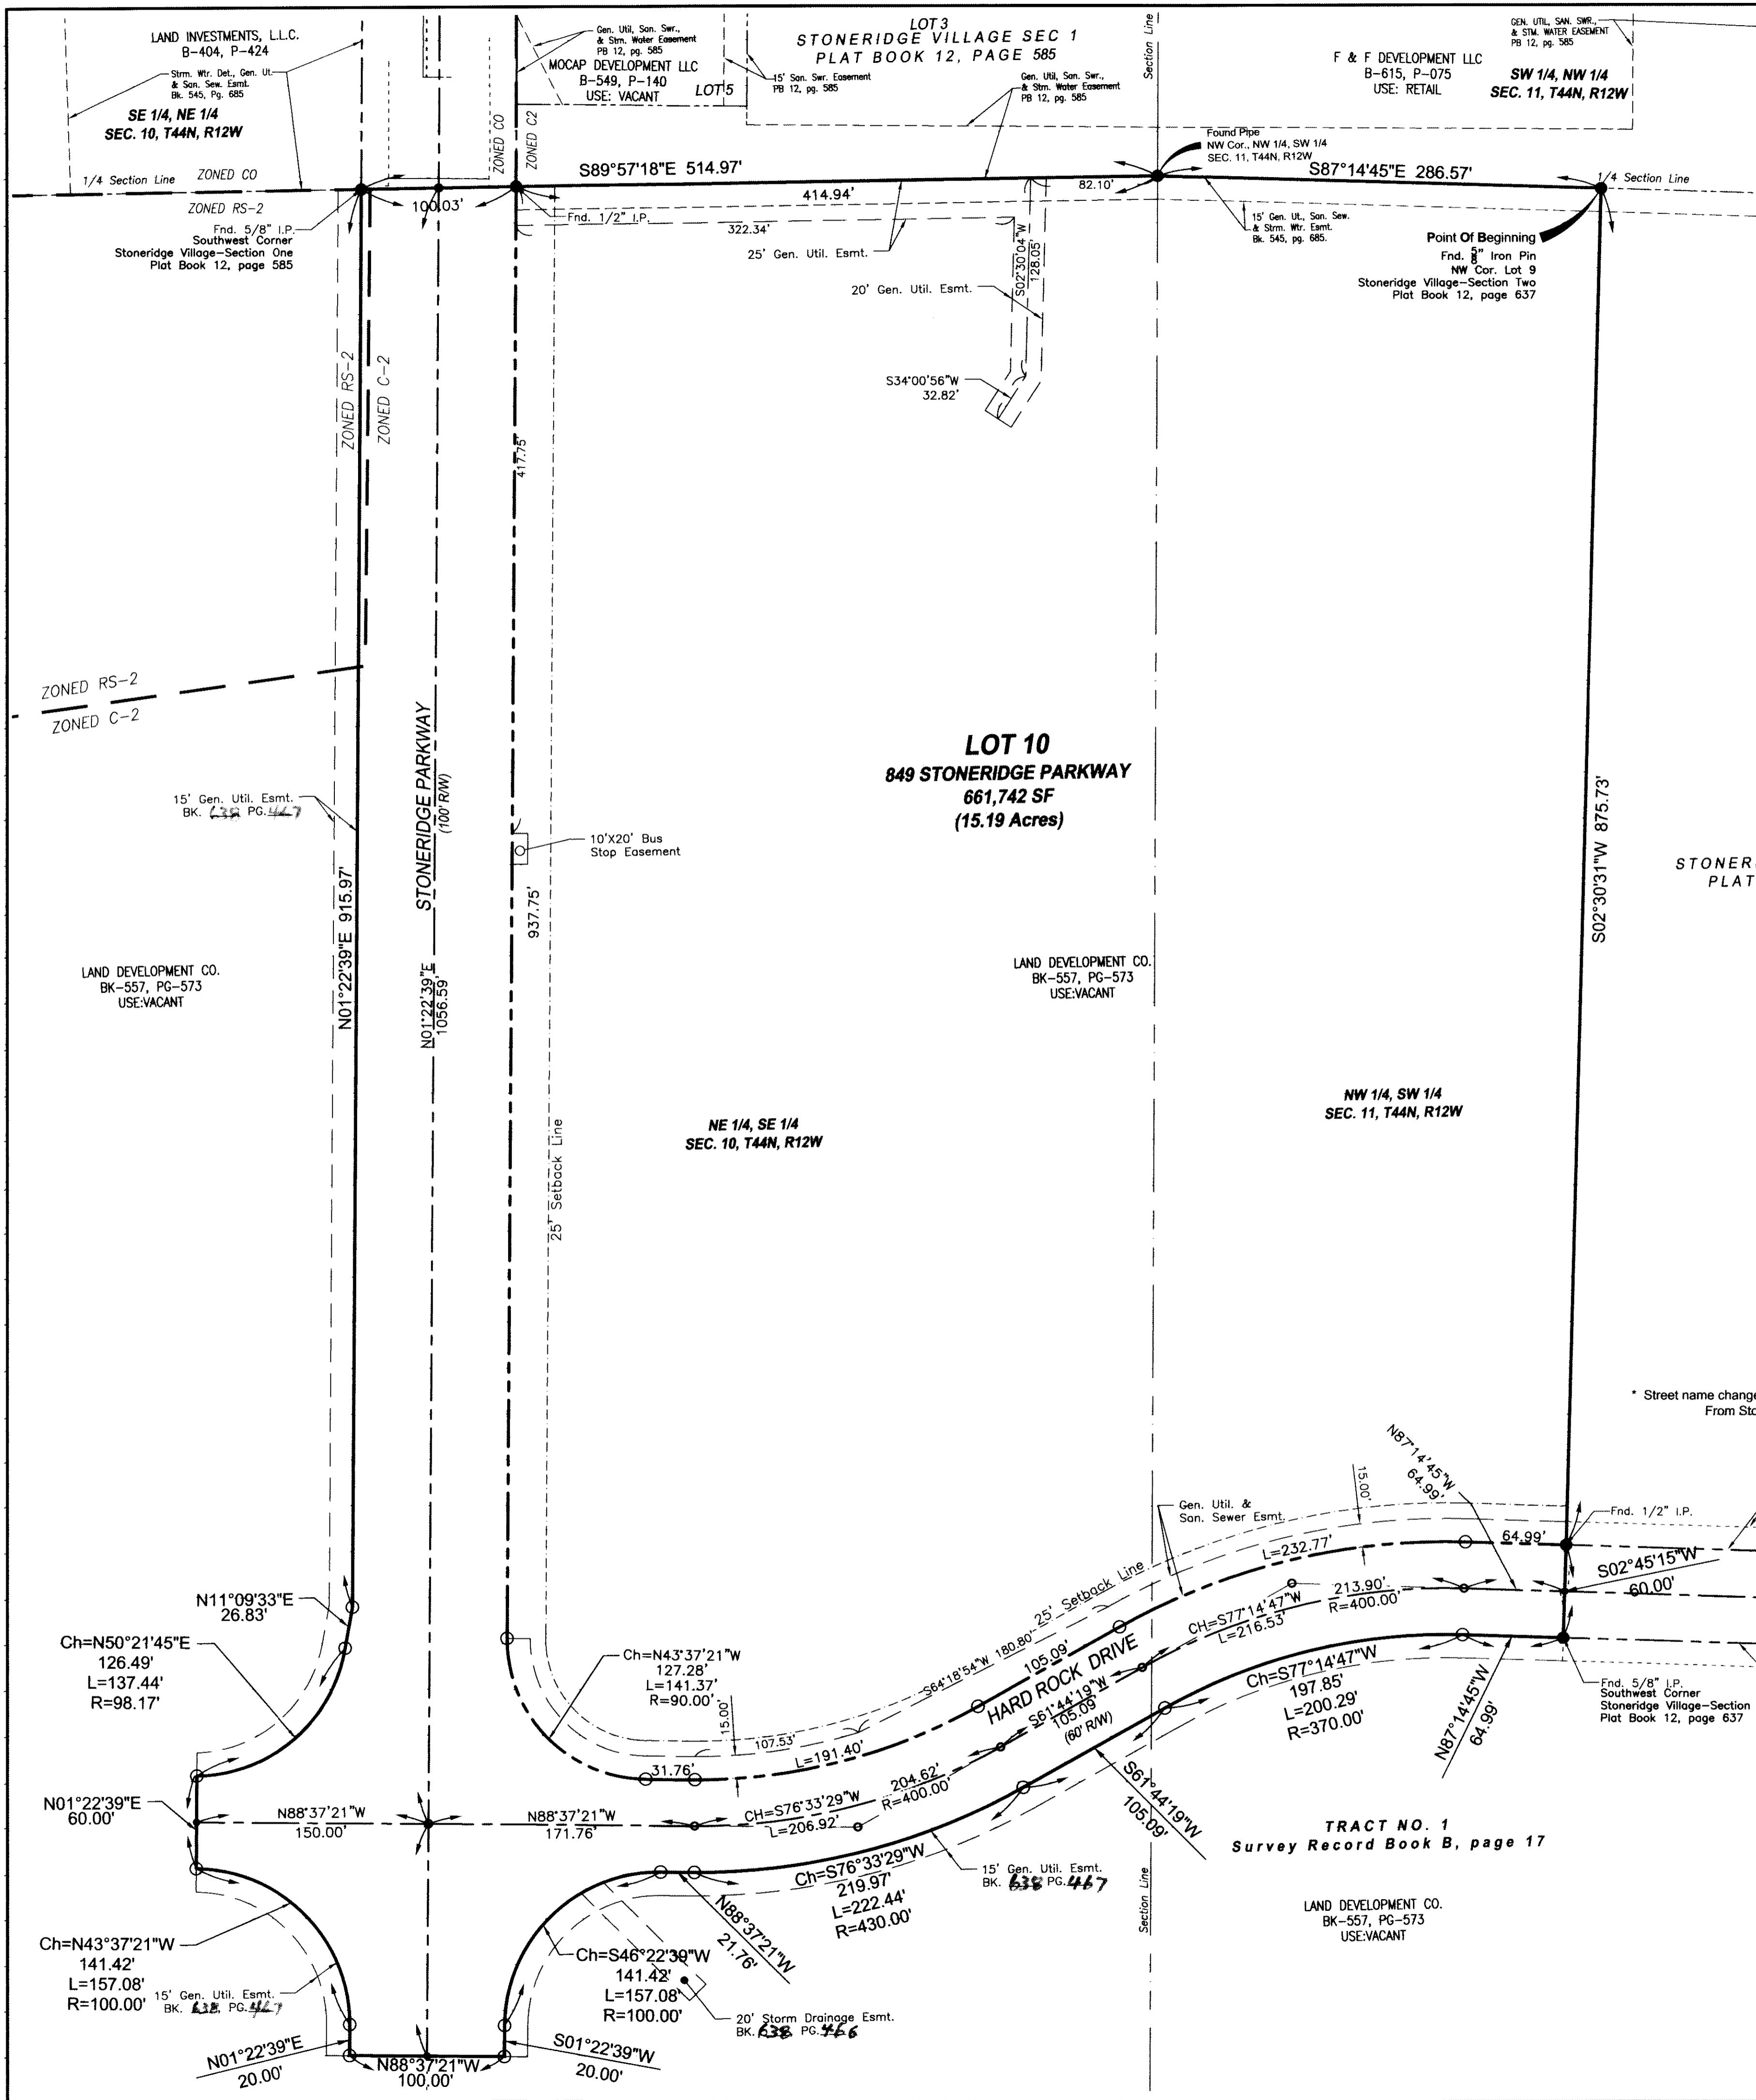 LAND INVESTMENTS, L.L.C.
B-404, P-424
Strm. Wtr. Det., Gen. Ut.
& San. Sew. Esmt.
Bk. 545, Pg. 685
SE 1/4, NE 1/4
SEC. 10, T44N, R12W
1/4 Section Line
ZONED CO
ZONED RS-2
Fnd. 5/8" I.P.
Southwest Corner
Stoneridge Village-Section One
Plat Book 12, page 585
Gen. Util, San. Swr.,
& Strm. Water Easement
PB 12, pg. 585
MOCAP DEVELOPMENT LLC
B-549, P-140
USE: VACANT
LOT 5
ZONED CO
ZONED C2
LOT 3
STONERIDGE VILLAGE SEC 1
PLAT BOOK 12, PAGE 585
15' San. Swr. Easement
PB 12, pg. 585
Gen. Util, San. Swr.,
& Stm. Water Easement
PB 12, pg. 585
Section Line
F & F DEVELOPMENT LLC
B-615, P-075
USE: RETAIL
GEN. UTIL, SAN. SWR.,
& STM. WATER EASEMENT
PB 12, pg. 585
SW 1/4, NW 1/4
SEC. 11, T44N, R12W
Found Pipe
NW Cor., NW 1/4, SW 1/4
SEC. 11, T44N, R12W
S89°57'18"E 514.97'
S87°14'45"E 286.57'
1/4 Section Line
100.03'
414.94'
82.10'
Fnd. 1/2" I.P.
322.34'
25' Gen. Util. Esmt.
15' Gen. Ut., San. Sew.
& Strm. Wtr. Esmt.
Bk. 545, pg. 685.
Point Of Beginning
Fnd. 5/8" Iron Pin
NW Cor. Lot 9
Stoneridge Village-Section Two
Plat Book 12, page 637
S02°30'04"W
128.05'
20' Gen. Util. Esmt.
S34°00'56"W
32.82'
ZONED RS-2
ZONED C-2
417.75'
ZONED RS-2
ZONED C-2
STONERIDGE PARKWAY
(100' R/W)
LOT 10
849 STONERIDGE PARKWAY
661,742 SF
(15.19 Acres)
15' Gen. Util. Esmt.
BK. 638 PG. 467
10'X20' Bus
Stop Easement
S02°30'31"W 875.73'
STONER
PLAT
N01°22'39"E 915.97'
937.75'
N01°22'39"E
1056.59'
LAND DEVELOPMENT CO.
BK-557, PG-573
USE:VACANT
LAND DEVELOPMENT CO.
BK-557, PG-573
USE:VACANT
NE 1/4, SE 1/4
SEC. 10, T44N, R12W
NW 1/4, SW 1/4
SEC. 11, T44N, R12W
25' Setback Line
* Street name change
From Sto
N87°14'45"W
64.99'
15.00'
Gen. Util. &
San. Sewer Esmt.
Fnd. 1/2" I.P.
64.99'
L=232.77'
S02°45'15"W
60.00'
25' Setback Line
213.90'
R=400.00'
CH=S77°14'47"W
L=216.53'
N11°09'33"E
26.83'
Ch=N50°21'45"E
126.49'
L=137.44'
R=98.17'
Ch=N43°37'21"W
127.28'
L=141.37'
R=90.00'
S64°18'54"W 180.80'
105.09'
HARD ROCK DRIVE
S61°44'19"W
105.09'
(60' R/W)
Ch=S77°14'47"W
197.85'
L=200.29'
R=370.00'
Fnd. 5/8" I.P.
Southwest Corner
Stoneridge Village-Section
Plat Book 12, page 637
N87°14'45"W
64.99'
15.00'
107.53'
L=191.40'
31.76'
N01°22'39"E
60.00'
N88°37'21"W
150.00'
N88°37'21"W
171.76'
CH=S76°33'29"W
L=206.92'
204.62'
R=400.00'
S61°44'19"W
105.09'
TRACT NO. 1
Survey Record Book B, page 17
Ch=S76°33'29"W
219.97'
L=222.44'
R=430.00'
15' Gen. Util. Esmt.
BK. 638 PG. 467
N88°37'21"W
21.76'
Section Line
LAND DEVELOPMENT CO.
BK-557, PG-573
USE:VACANT
Ch=N43°37'21"W
141.42'
L=157.08'
R=100.00'
15' Gen. Util. Esmt.
BK. 638 PG. 467
Ch=S46°22'39"W
141.42'
L=157.08'
R=100.00'
20' Storm Drainage Esmt.
BK. 638 PG. 466
N01°22'39"E
20.00'
N88°37'21"W
100.00'
S01°22'39"W
20.00'